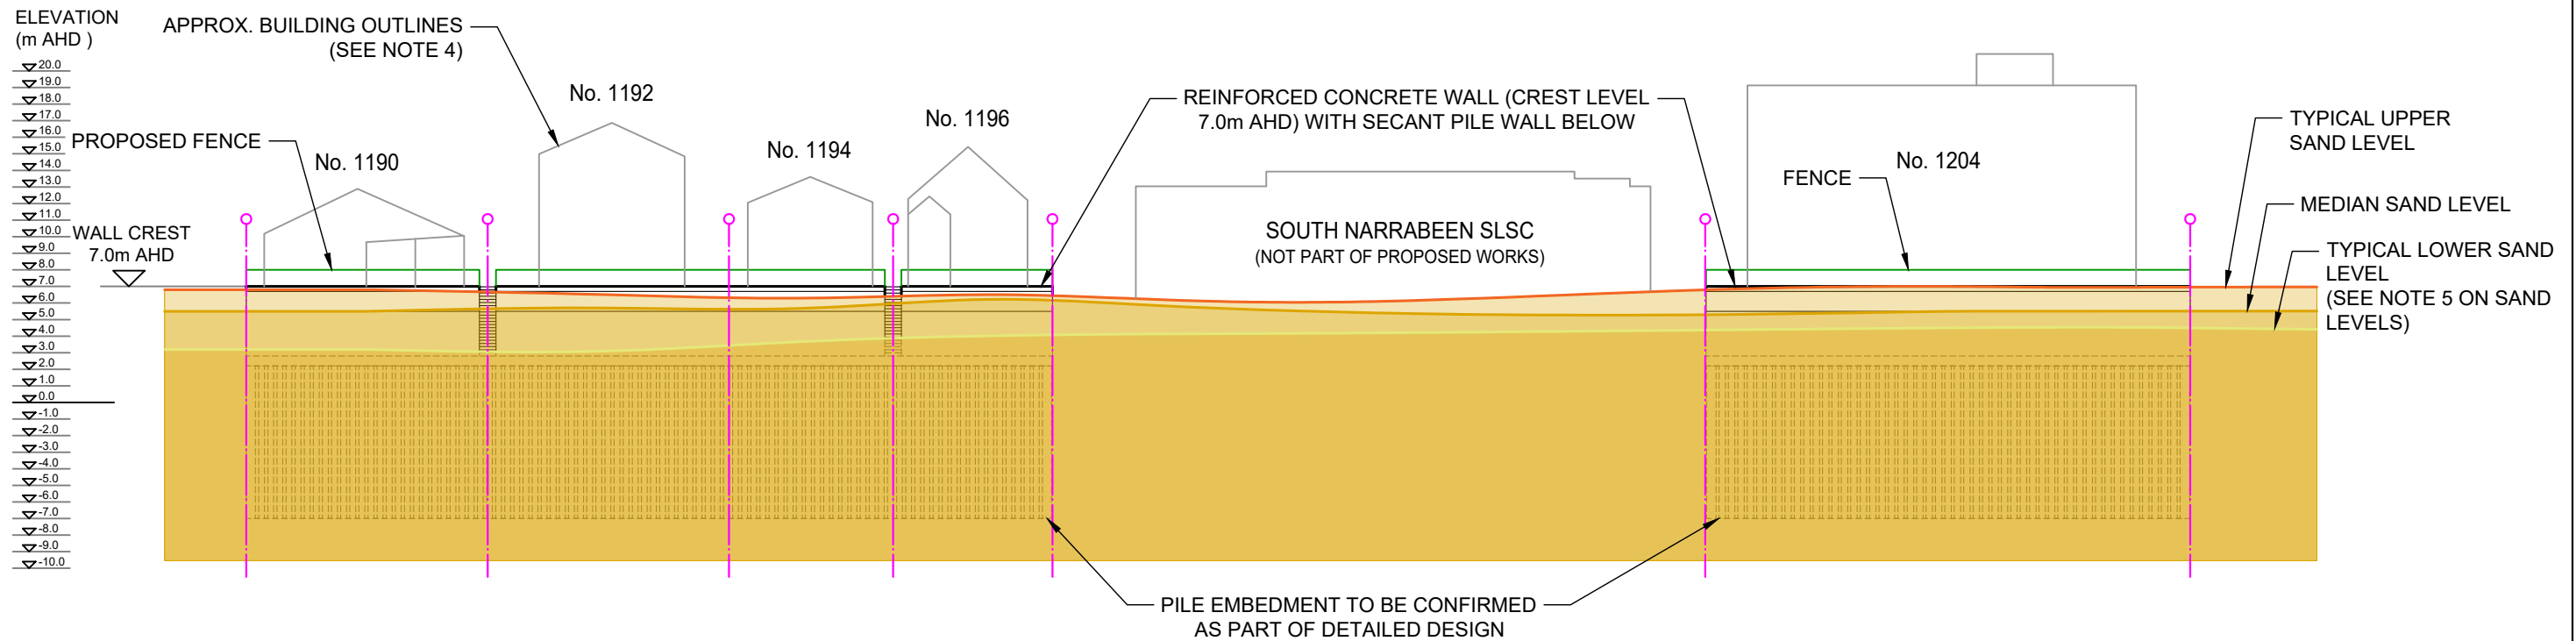 ELEVATION
(m AHD )
20.0
19.0
18.0
17.0
16.0
15.0
14.0
13.0
12.0
11.0
10.0
9.0
8.0
7.0
6.0
5.0
4.0
3.0
2.0
1.0
0.0
-1.0
-2.0
-3.0
-4.0
-5.0
-6.0
-7.0
-8.0
-9.0
-10.0
APPROX. BUILDING OUTLINES
(SEE NOTE 4)
PROPOSED FENCE
WALL CREST
7.0m AHD
No. 1190
No. 1192
No. 1194
No. 1196
REINFORCED CONCRETE WALL (CREST LEVEL
7.0m AHD) WITH SECANT PILE WALL BELOW
SOUTH NARRABEEN SLSC
(NOT PART OF PROPOSED WORKS)
No. 1204
FENCE
TYPICAL UPPER
SAND LEVEL
MEDIAN SAND LEVEL
TYPICAL LOWER SAND
LEVEL
(SEE NOTE 5 ON SAND
LEVELS)
PILE EMBEDMENT TO BE CONFIRMED
AS PART OF DETAILED DESIGN